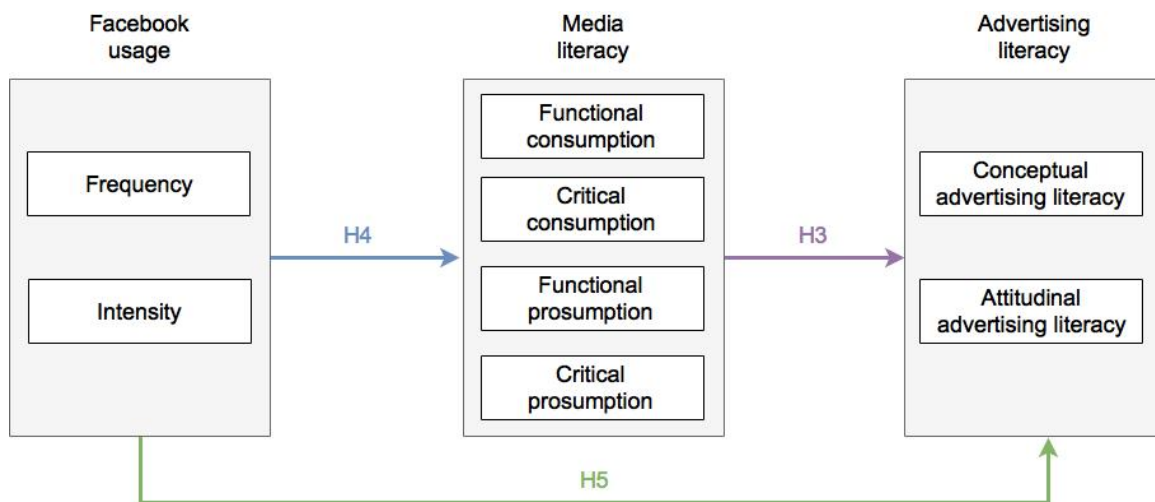 Facebook
usage
Media
literacy
Advertising
literacy
Frequency
Intensity
H4
Functional
consumption
Critical
consumption
Functional
prosumption
Critical
prosumption
H3
Conceptual
advertising literacy
Attitudinal
advertising literacy
H5